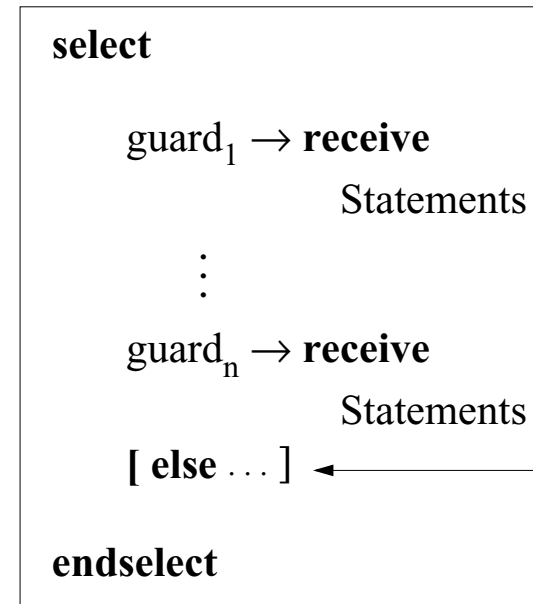 select
guard₁ → receive
Statements
⋮
guardₙ → receive
Statements
[ else ... ]
endselect